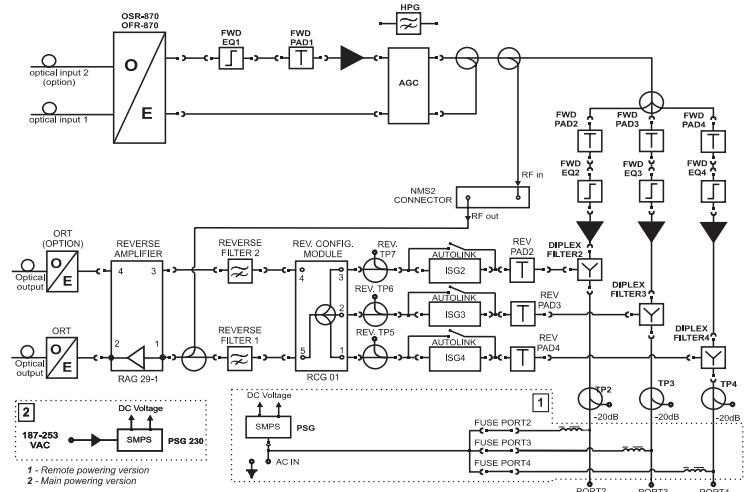 OSR-870
OFR-870
HPG
FWD
EQ1
FWD
PAD1
optical input 2
(option)
O
E
AGC
optical input 1
FWD
PAD2
FWD
PAD3
FWD
PAD4
RF in
FWD
EQ2
FWD
EQ3
FWD
EQ4
NMS2
CONNECTOR
RF out
ORT
(OPTION)
REVERSE
AMPLIFIER
REVERSE
FILTER 2
REV. CONFIG.
MODULE
REV.
TP7
AUTOLINK
ISG2
REV
PAD2
DIPLEX
FILTER2
O
E
Optical
output
4
3
4
3
REV. TP6
AUTOLINK
ISG3
REV
PAD3
DIPLEX
FILTER3
2
ORT
REVERSE
FILTER 1
REV. TP5
AUTOLINK
ISG4
REV
PAD4
DIPLEX
FILTER4
O
E
Optical
output
2
1
5
1
RAG 29-1
RCG 01
TP2
TP3
TP4
-20dB
-20dB
-20dB
2
DC Voltage
187-253
VAC
SMPS
PSG 230
1 - Remote powering version
2 - Main powering version
DC Voltage
1
SMPS
PSG
AC IN
FUSE PORT2
FUSE PORT3
FUSE PORT4
PORT2
PORT3
PORT4